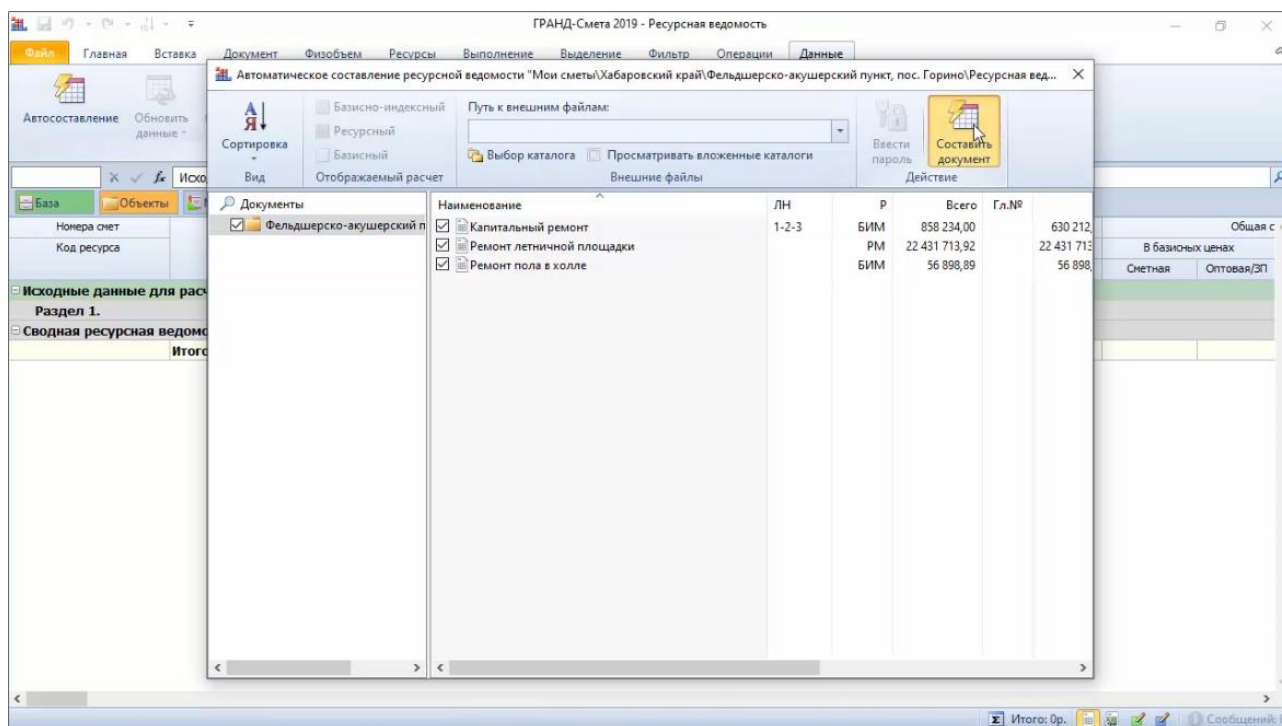 ГРАНД-Смета 2019 - Ресурсная ведомость
Файл Главная Вставка Документ Физобъем Ресурсы Выполнение Выделение Фильтр Операции Данные
Автоматическое составление ресурсной ведомости "Мои сметы\Хабаровский край\Фельдшерско-акушерский пункт, пос. Горино\Ресурсная вед...
Автосоставление
Обновить данные
Сортировка
Вид
Базисно-индексный
Ресурсный
Базисный
Отображаемый расчет
Путь к внешним файлам:
Выбор каталога Просматривать вложенные каталоги
Внешние файлы
Ввести пароль
Составить документ
Действие
fx Исхо
База Объекты
Номера смет
Код ресурса
Общая с
В базисных ценах
Сметная Оптовая/ЗП
Исходные данные для рас
Раздел 1.
Сводная ресурсная ведомо
Итого
Документы
Фельдшерско-акушерский п
Наименование ЛН Р Всего Гл.№
Капитальный ремонт 1-2-3 БИМ 858 234,00 630 212,
Ремонт летничной площадки РМ 22 431 713,92 22 431 713
Ремонт пола в холле БИМ 56 898,89 56 898,
Итого: 0р. Сообщений: